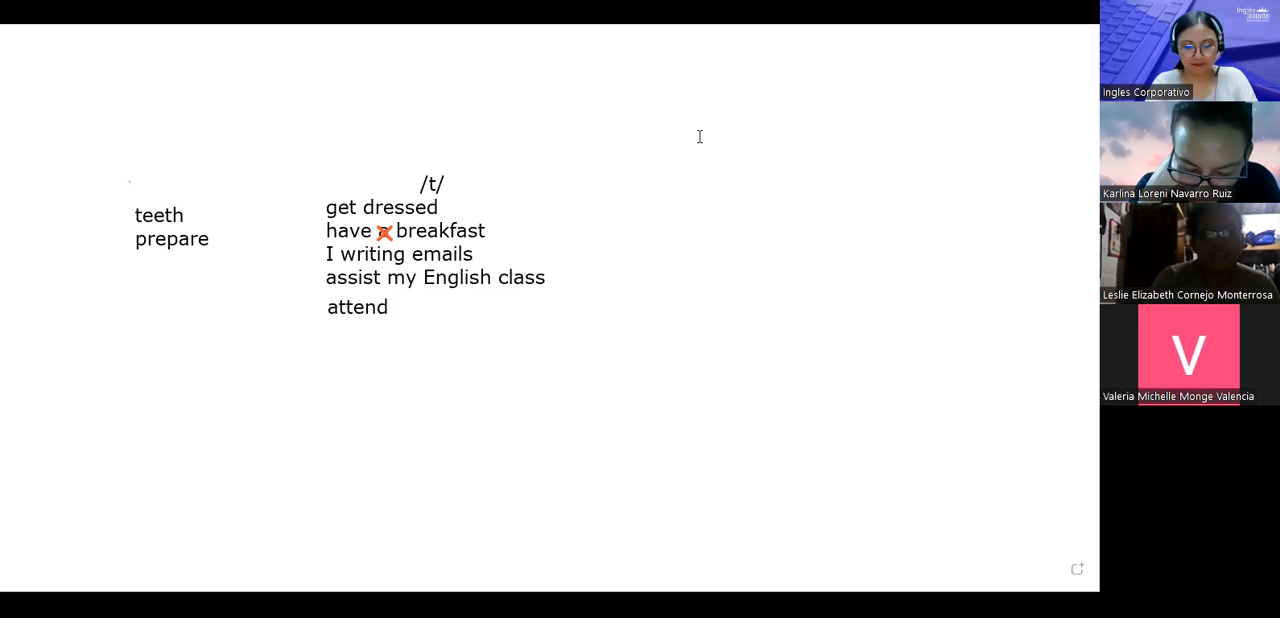 teeth
prepare
/t/
get dressed
have a breakfast
I writing emails
assist my English class
attend
Ingles
Ingles Corporativo
Karlina Loreni Navarro Ruiz
Leslie Elizabeth Cornejo Monterrosa
V
Valeria Michelle Monge Valencia